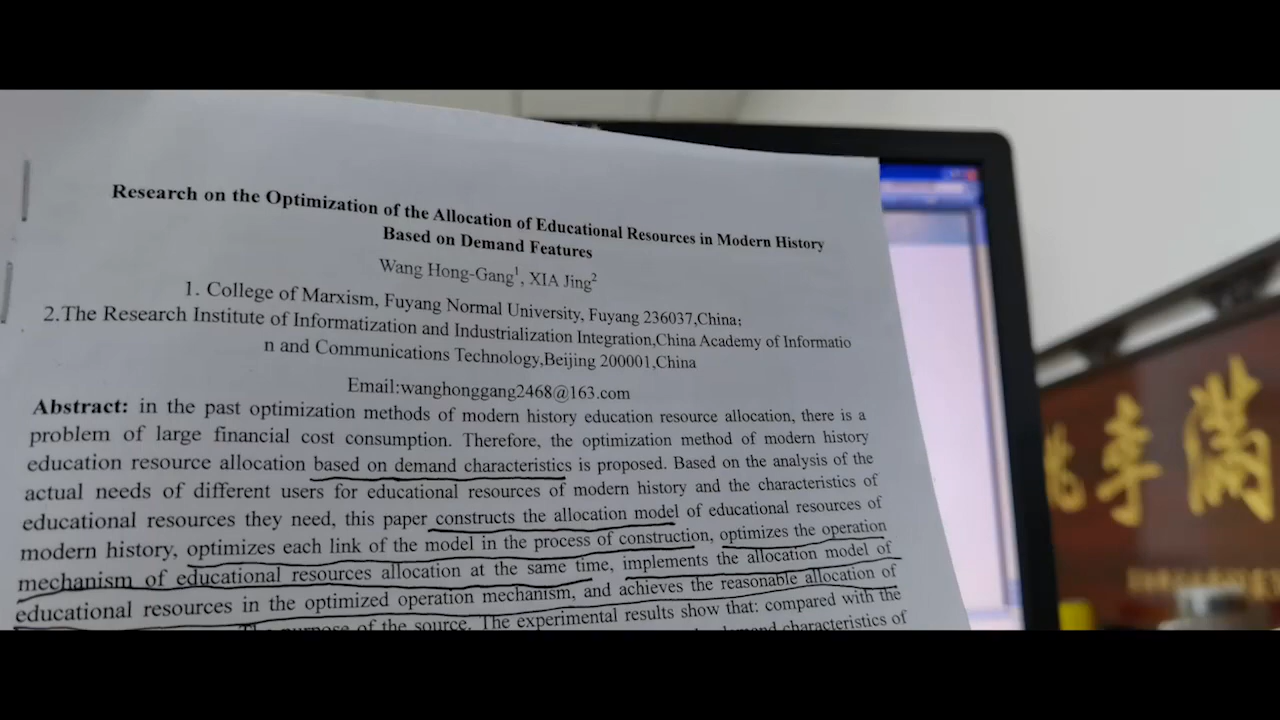 Research on the Optimization of the Allocation of Educational Resources in Modern History
Based on Demand Features
Wang Hong-Gang¹, XIA Jing²
1. College of Marxism, Fuyang Normal University, Fuyang 236037,China;
2.The Research Institute of Informatization and Industrialization Integration,China Academy of Informatio
n and Communications Technology,Beijing 200001,China
Email:wanghonggang2468@163.com
Abstract: in the past optimization methods of modern history education resource allocation, there is a
problem of large financial cost consumption. Therefore, the optimization method of modern history
education resource allocation based on demand characteristics is proposed. Based on the analysis of the
actual needs of different users for educational resources of modern history and the characteristics of
educational resources they need, this paper constructs the allocation model of educational resources of
modern history, optimizes each link of the model in the process of construction, optimizes the operation
mechanism of educational resources allocation at the same time, implements the allocation model of
educational resources in the optimized operation mechanism, and achieves the reasonable allocation of
of the source. The experimental results show that: compared with the
characteristics of
李满